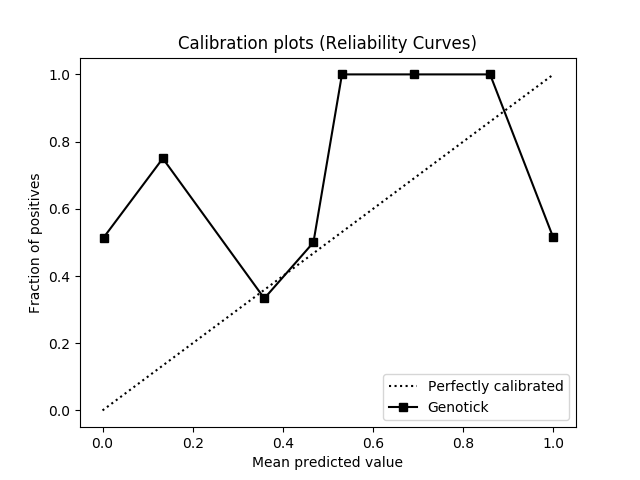 Calibration plots (Reliability Curves)
Fraction of positives
1.0
0.8
0.6
0.4
0.2
0.0
0.0 0.2 0.4 0.6 0.8 1.0
Mean predicted value
Perfectly calibrated
Genotick